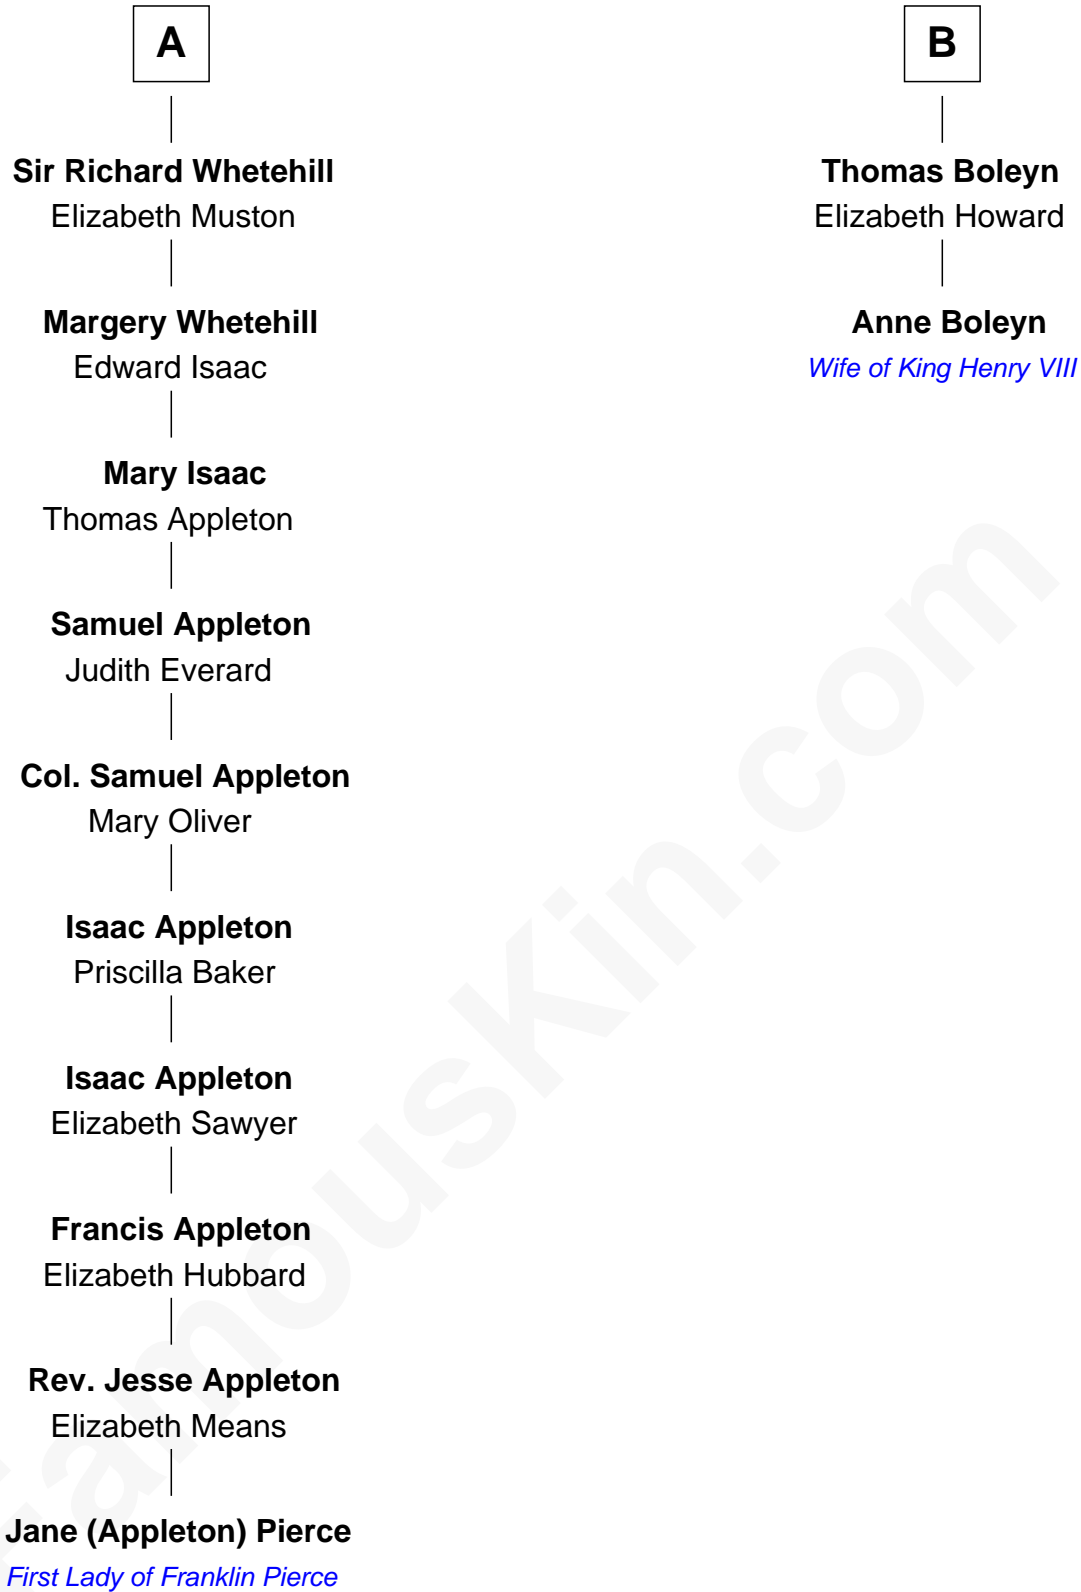 A
B
Sir Richard Whetehill
Elizabeth Muston
Thomas Boleyn
Elizabeth Howard
Margery Whetehill
Edward Isaac
Anne Boleyn
Wife of King Henry VIII
Mary Isaac
Thomas Appleton
Samuel Appleton
Judith Everard
Col. Samuel Appleton
Mary Oliver
Isaac Appleton
Priscilla Baker
Isaac Appleton
Elizabeth Sawyer
Francis Appleton
Elizabeth Hubbard
Rev. Jesse Appleton
Elizabeth Means
Jane (Appleton) Pierce
First Lady of Franklin Pierce
FamousKin.com